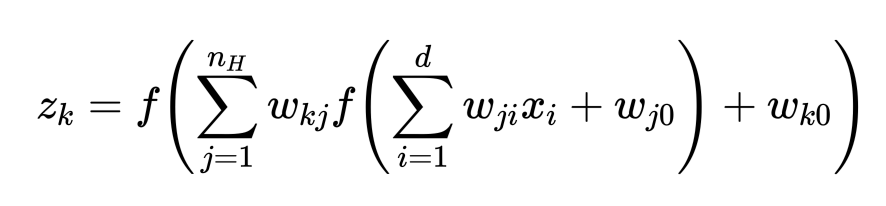 $z_k = f\left(\sum_{j=1}^{n_H} w_{kj} f\left(\sum_{i=1}^{d} w_{ji} x_i + w_{j0}\right) + w_{k0}\right)$